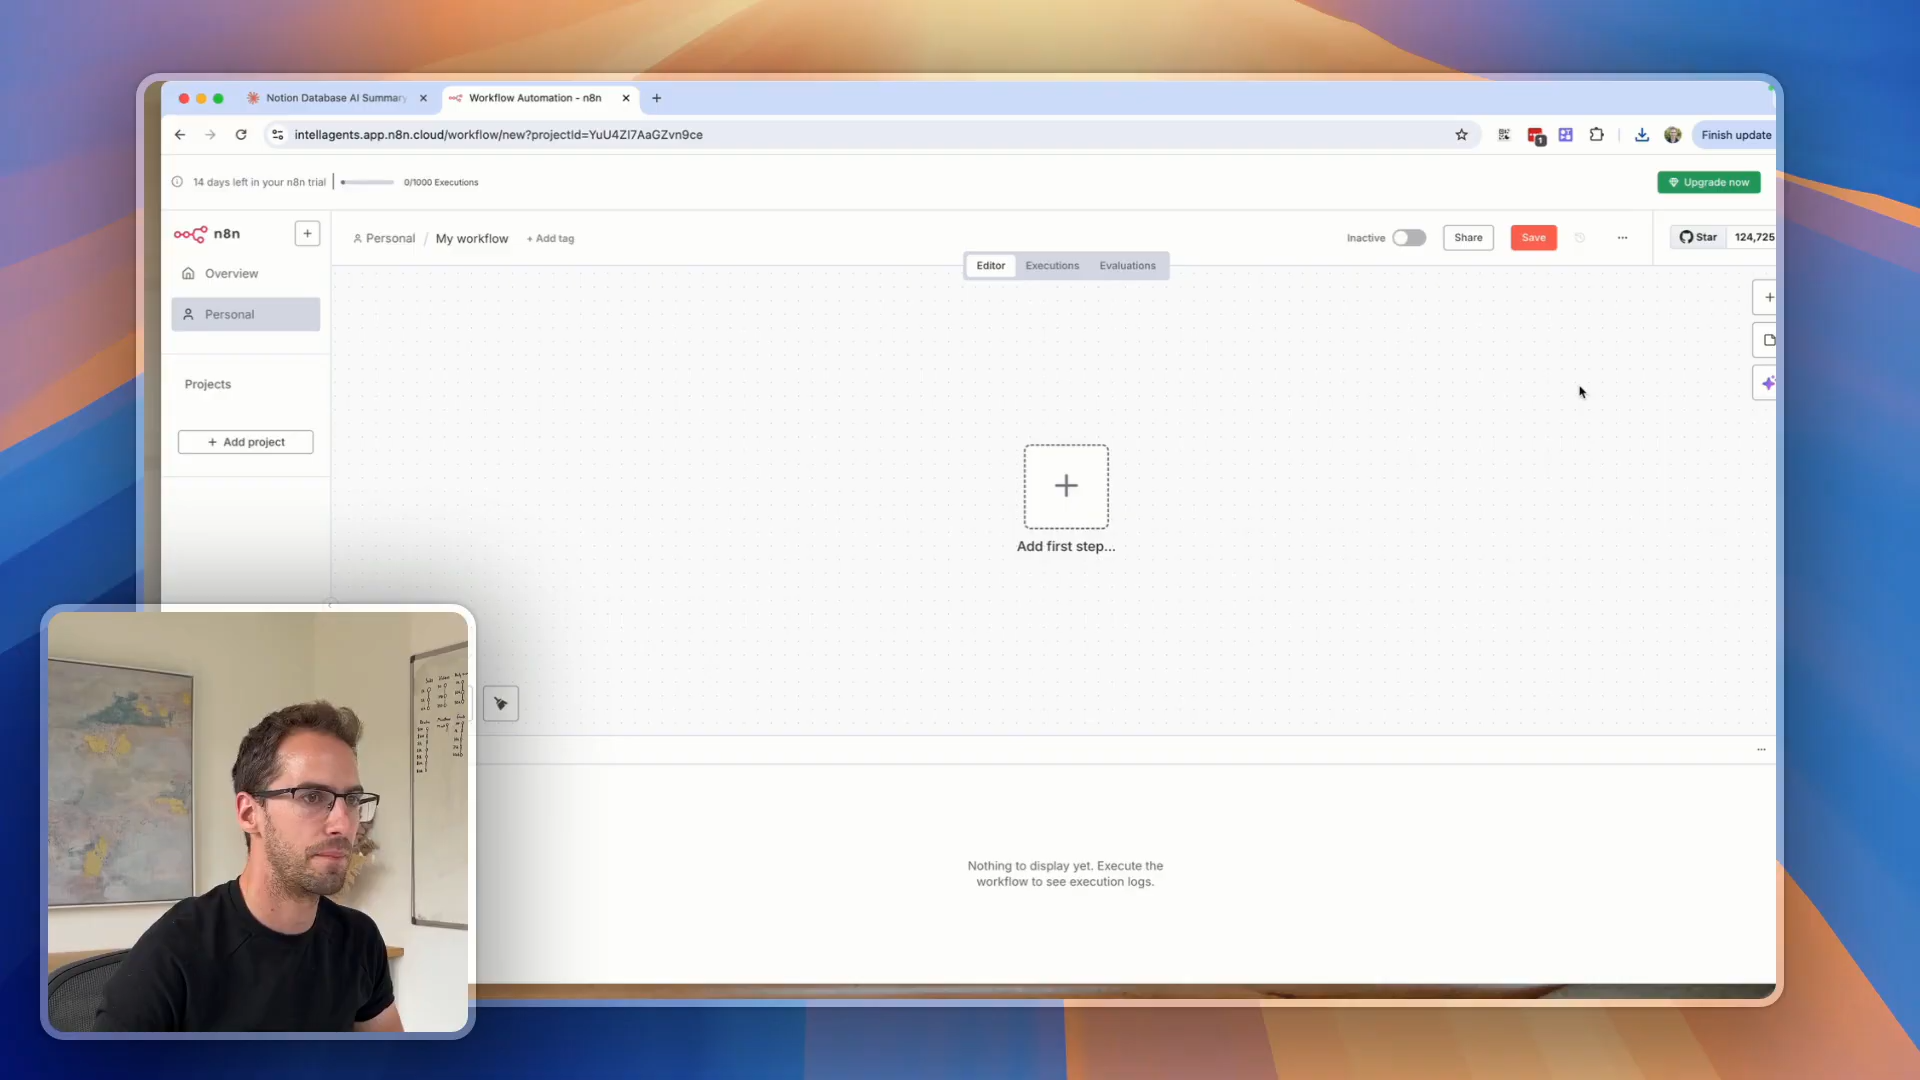 Notion Database AI Summary
Workflow Automation - n8n
intellagents.app.n8n.cloud/workflow/new?projectId=YuU4Zl7AaGZvn9ce
1
Finish update
14 days left in your n8n trial
0/1000 Executions
Upgrade now
n8n
Personal / My workflow + Add tag
Inactive
Share
Save
Star
124,725
Editor
Executions
Evaluations
Overview
Personal
Projects
+ Add project
Add first step...
Nothing to display yet. Execute the
workflow to see execution logs.